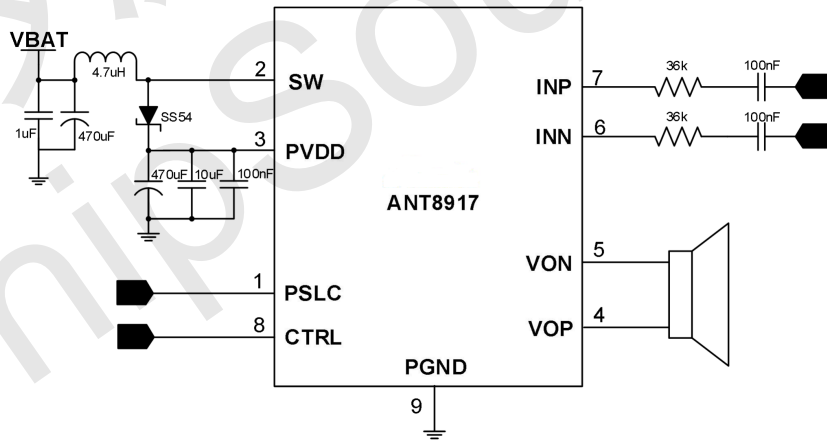 VBAT
4.7uH
1uF
470uF
SS54
470uF
10uF
100nF
2
SW
3
PVDD
1
PSLC
8
CTRL
ANT8917
PGND
9
INP
7
36k
100nF
INN
6
36k
100nF
VON
5
VOP
4